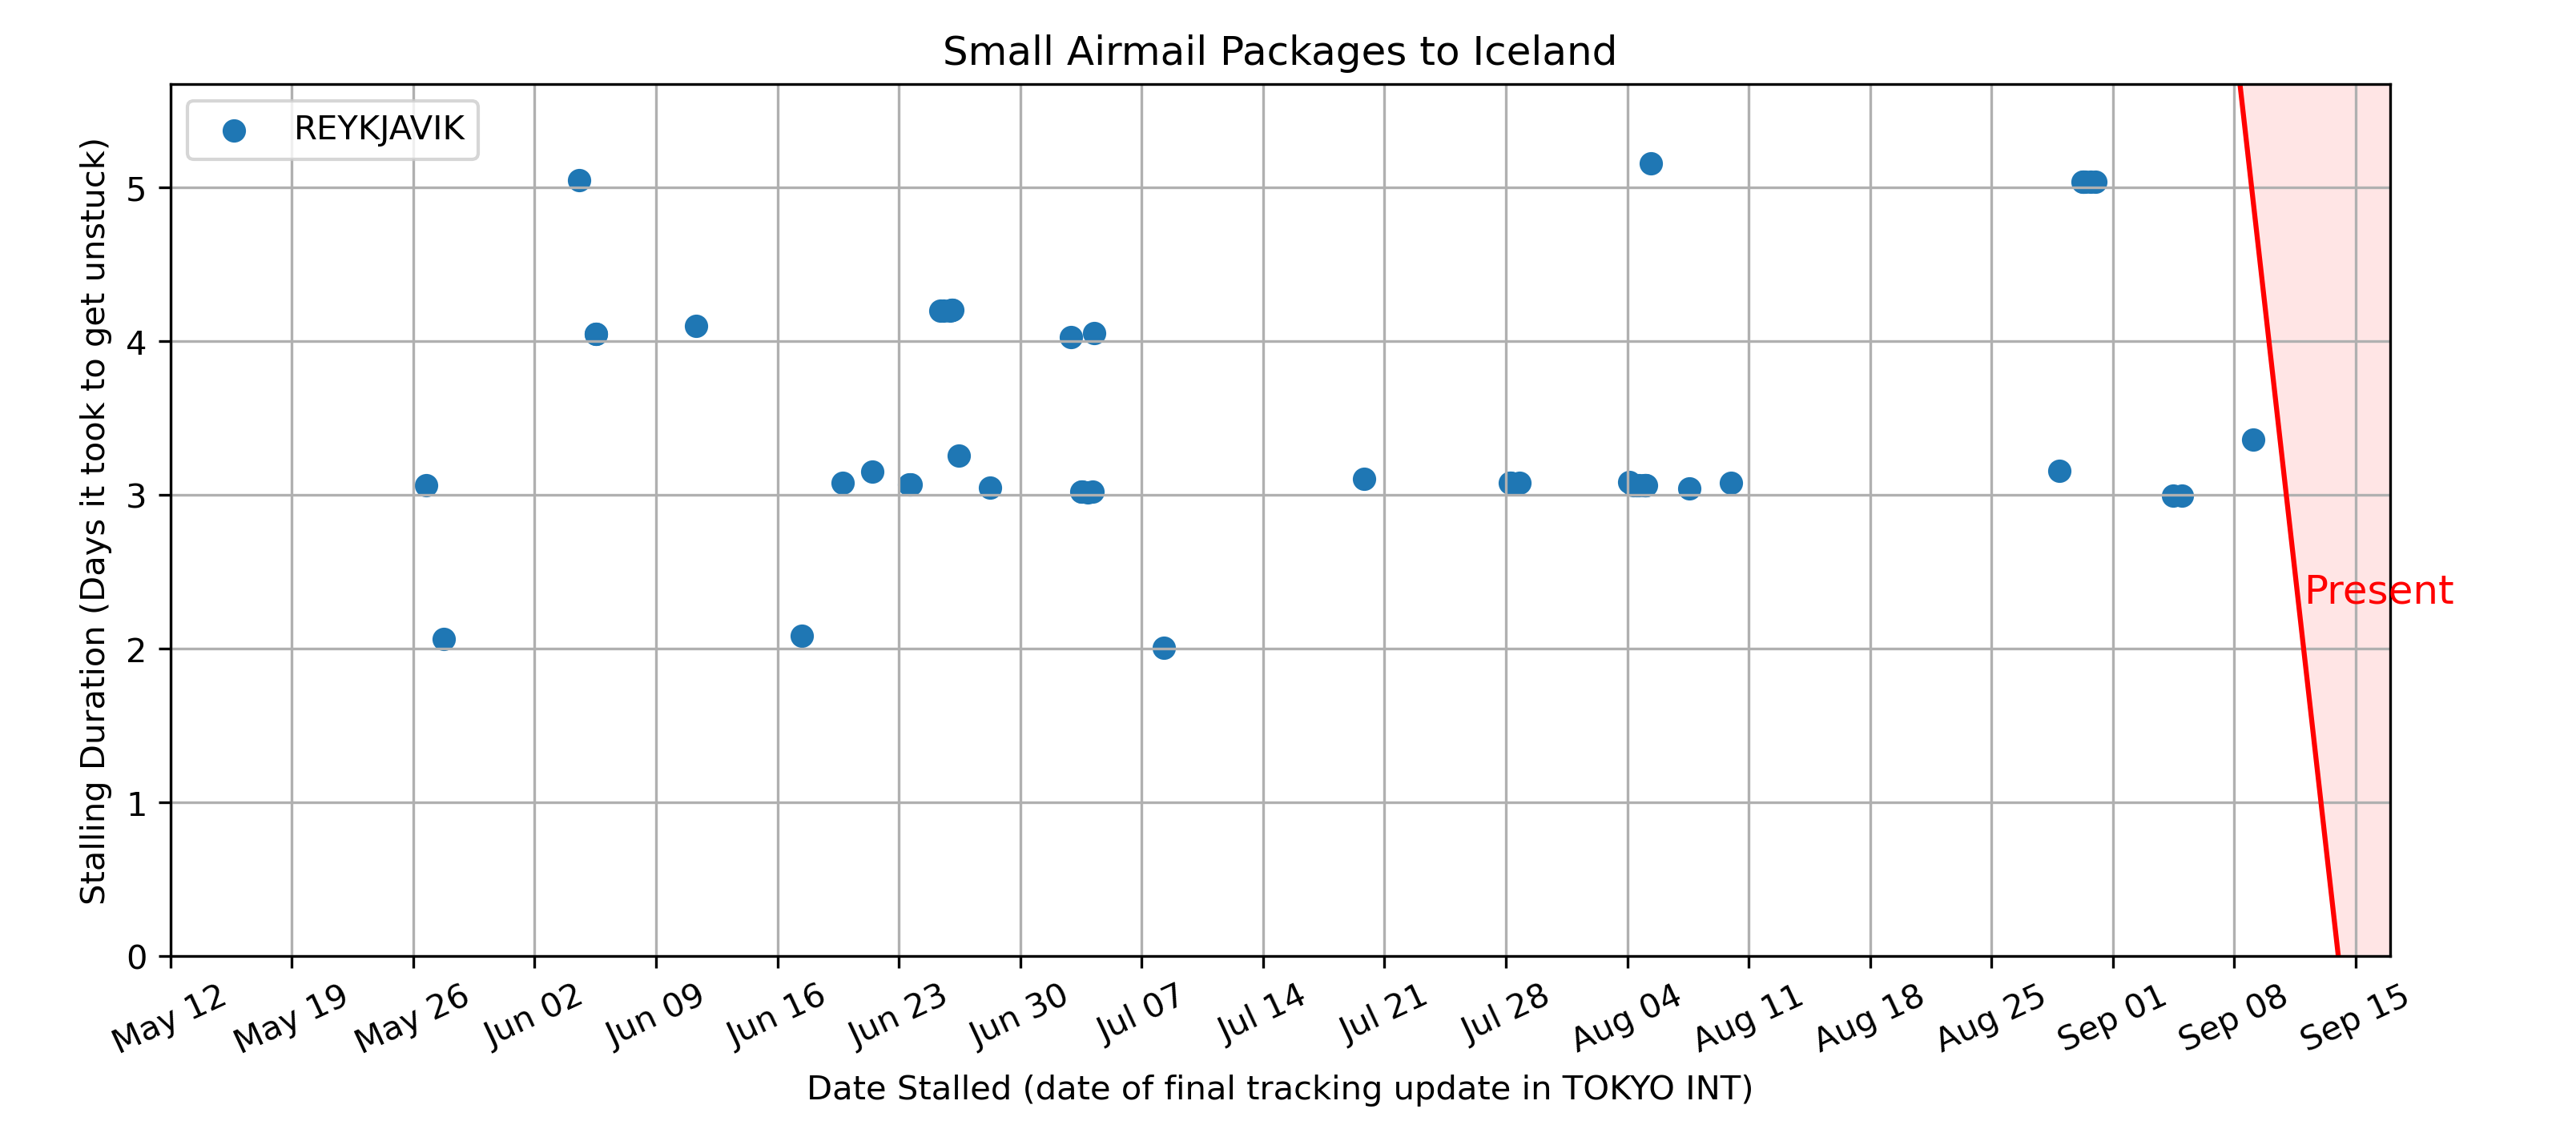 Small Airmail Packages to Iceland
REYKJAVIK
Stalling Duration (Days it took to get unstuck)
5
4
3
2
1
0
Present
May 12
May 19
May 26
Jun 02
Jun 09
Jun 16
Jun 23
Jun 30
Jul 07
Jul 14
Jul 21
Jul 28
Aug 04
Aug 11
Aug 18
Aug 25
Sep 01
Sep 08
Sep 15
Date Stalled (date of final tracking update in TOKYO INT)